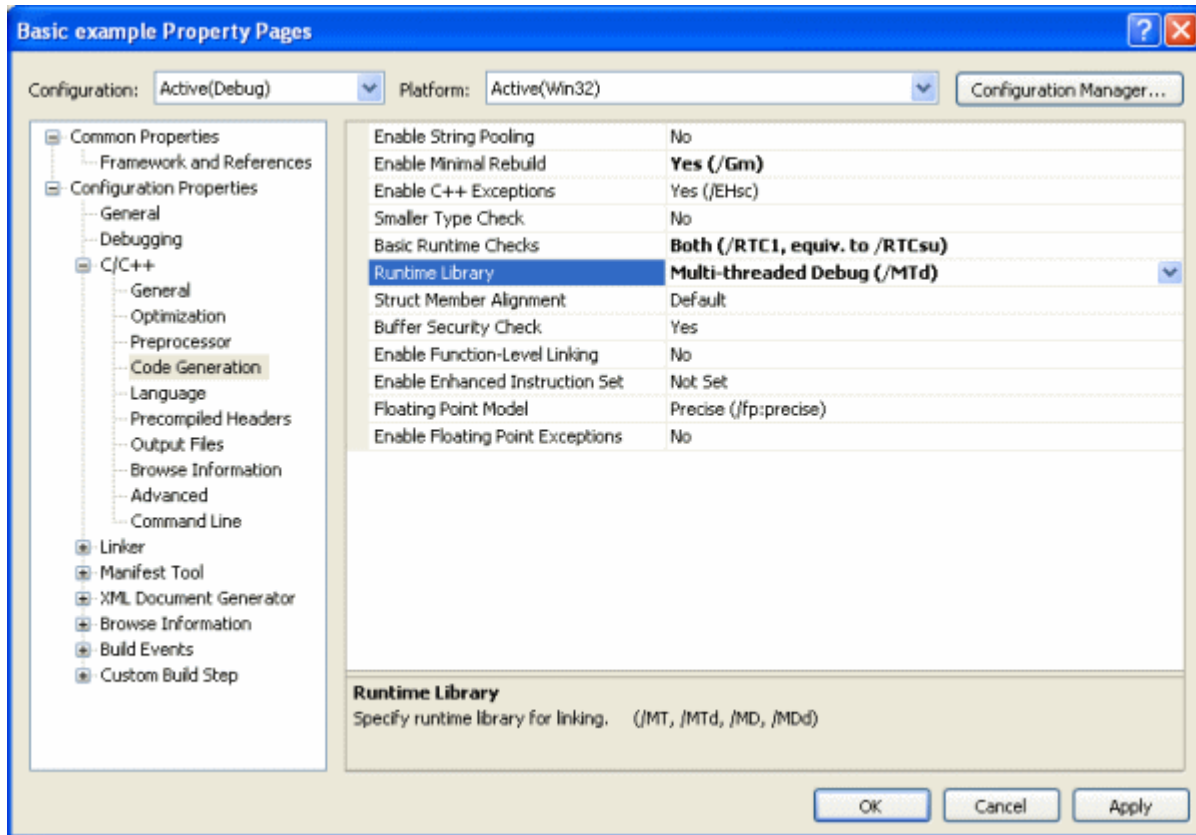 Basic example Property Pages
Configuration: Active(Debug) Platform: Active(Win32) Configuration Manager...
Common Properties
Framework and References
Configuration Properties
General
Debugging
C/C++
General
Optimization
Preprocessor
Code Generation
Language
Precompiled Headers
Output Files
Browse Information
Advanced
Command Line
Linker
Manifest Tool
XML Document Generator
Browse Information
Build Events
Custom Build Step
Enable String Pooling No
Enable Minimal Rebuild Yes (/Gm)
Enable C++ Exceptions Yes (/EHsc)
Smaller Type Check No
Basic Runtime Checks Both (/RTC1, equiv. to /RTCsu)
Runtime Library Multi-threaded Debug (/MTd)
Struct Member Alignment Default
Buffer Security Check Yes
Enable Function-Level Linking No
Enable Enhanced Instruction Set Not Set
Floating Point Model Precise (/fp:precise)
Enable Floating Point Exceptions No
Runtime Library
Specify runtime library for linking. (/MT, /MTd, /MD, /MDd)
OK Cancel Apply